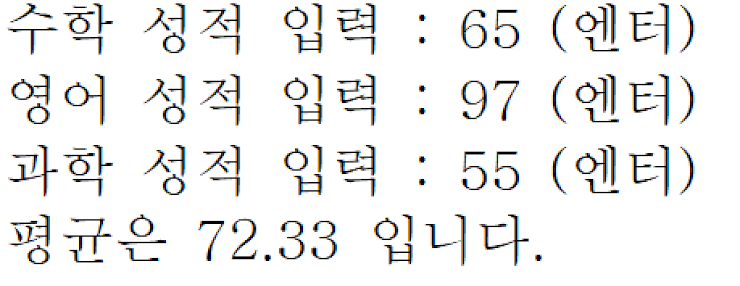 수학 성적 입력 : 65 (엔터)
영어 성적 입력 : 97 (엔터)
과학 성적 입력 : 55 (엔터)
평균은 72.33 입니다.